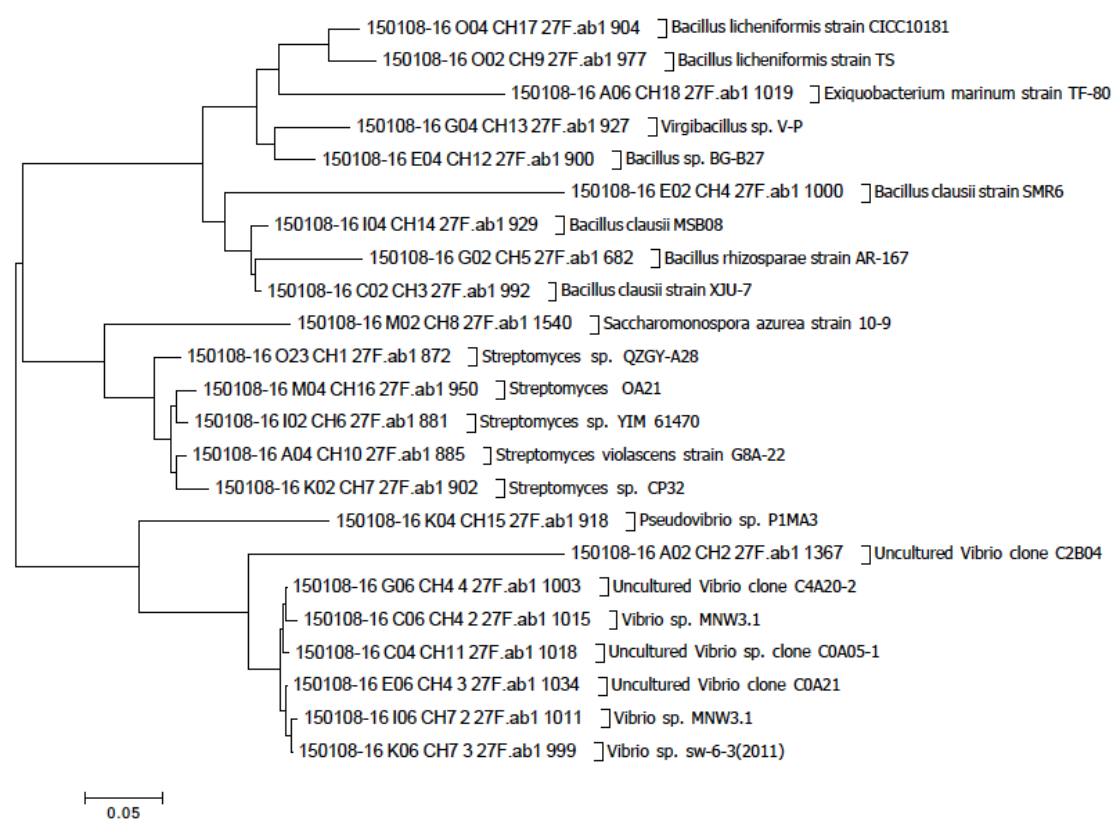 150108-16 O04 CH17 27F.ab1 904 Bacillus licheniformis strain CICC10181
150108-16 O02 CH9 27F.ab1 977 Bacillus licheniformis strain TS
150108-16 A06 CH18 27F.ab1 1019 Exiquobacterium marinum strain TF-80
150108-16 G04 CH13 27F.ab1 927 Virgibacillus sp. V-P
150108-16 E04 CH12 27F.ab1 900 Bacillus sp. BG-B27
150108-16 E02 CH4 27F.ab1 1000 Bacillus clausii strain SMR6
150108-16 I04 CH14 27F.ab1 929 Bacillus clausii MSB08
150108-16 G02 CH5 27F.ab1 682 Bacillus rhizosparae strain AR-167
150108-16 C02 CH3 27F.ab1 992 Bacillus clausii strain XJU-7
150108-16 M02 CH8 27F.ab1 1540 Saccharomonospora azurea strain 10-9
150108-16 O23 CH1 27F.ab1 872 Streptomyces sp. QZGY-A28
150108-16 M04 CH16 27F.ab1 950 Streptomyces OA21
150108-16 I02 CH6 27F.ab1 881 Streptomyces sp. YIM 61470
150108-16 A04 CH10 27F.ab1 885 Streptomyces violascens strain G8A-22
150108-16 K02 CH7 27F.ab1 902 Streptomyces sp. CP32
150108-16 K04 CH15 27F.ab1 918 Pseudovibrio sp. P1MA3
150108-16 A02 CH2 27F.ab1 1367 Uncultured Vibrio clone C2B04
150108-16 G06 CH4 4 27F.ab1 1003 Uncultured Vibrio clone C4A20-2
150108-16 C06 CH4 2 27F.ab1 1015 Vibrio sp. MNW3.1
150108-16 C04 CH11 27F.ab1 1018 Uncultured Vibrio sp. clone C0A05-1
150108-16 E06 CH4 3 27F.ab1 1034 Uncultured Vibrio clone C0A21
150108-16 I06 CH7 2 27F.ab1 1011 Vibrio sp. MNW3.1
150108-16 K06 CH7 3 27F.ab1 999 Vibrio sp. sw-6-3(2011)
0.05